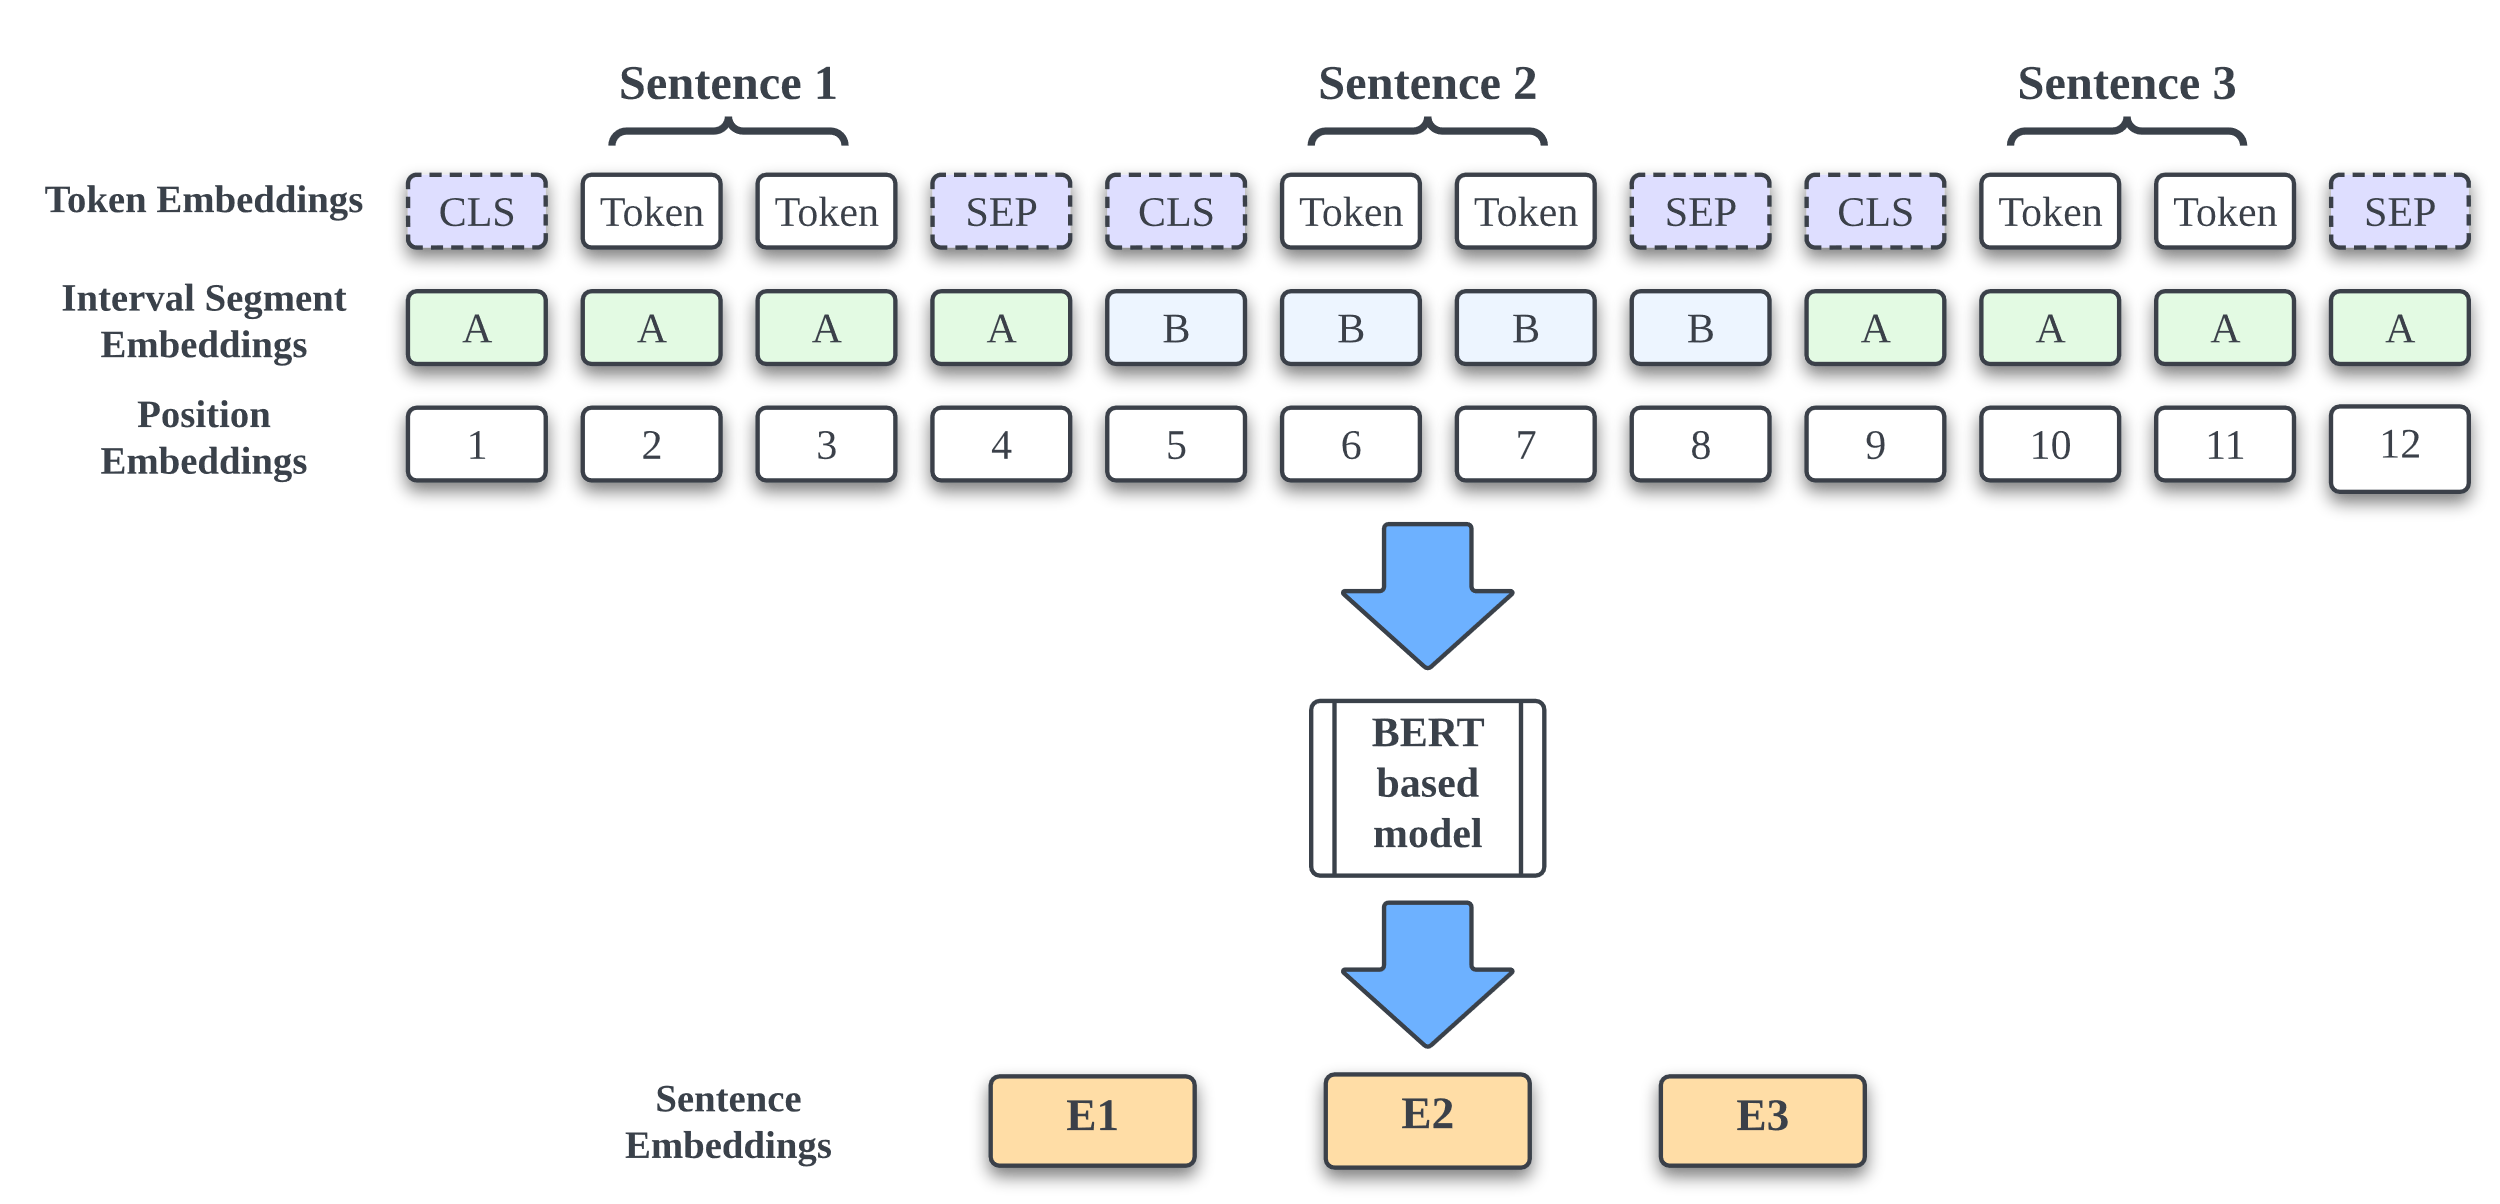 Sentence 1 Sentence 2 Sentence 3
Token Embeddings CLS Token Token SEP CLS Token Token SEP CLS Token Token SEP
Interval Segment
Embeddings
A A A A B B B B A A A A
Position
Embeddings
1 2 3 4 5 6 7 8 9 10 11 12
BERT
based
model
Sentence
Embeddings
E1 E2 E3